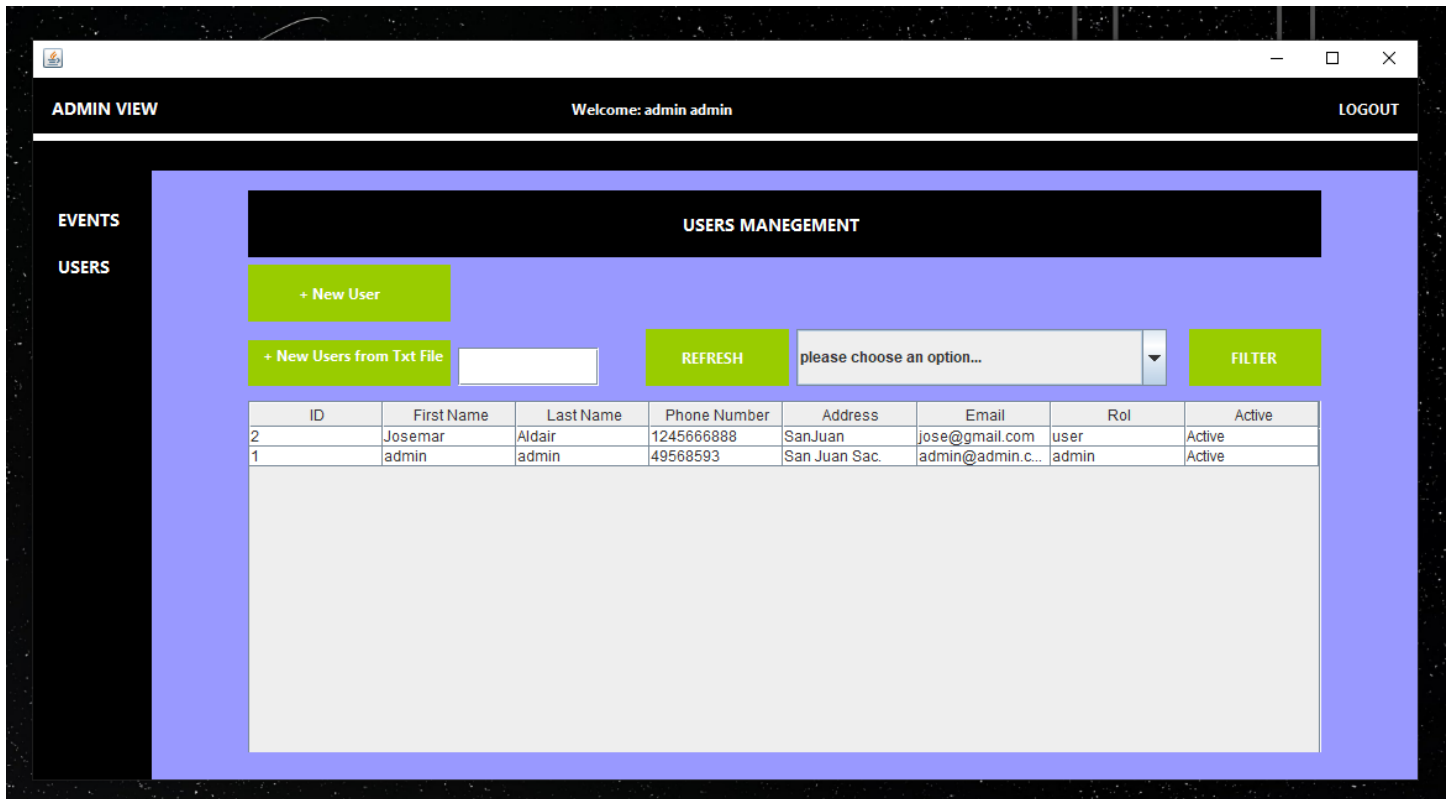 ADMIN VIEW Welcome: admin admin LOGOUT
EVENTS
USERS
USERS MANEGEMENT
+ New User
+ New Users from Txt File REFRESH please choose an option... FILTER
ID First Name Last Name Phone Number Address Email Rol Active
2 Josemar Aldair 1245666888 SanJuan jose@gmail.com user Active
1 admin admin 49568593 San Juan Sac. admin@admin.c... admin Active